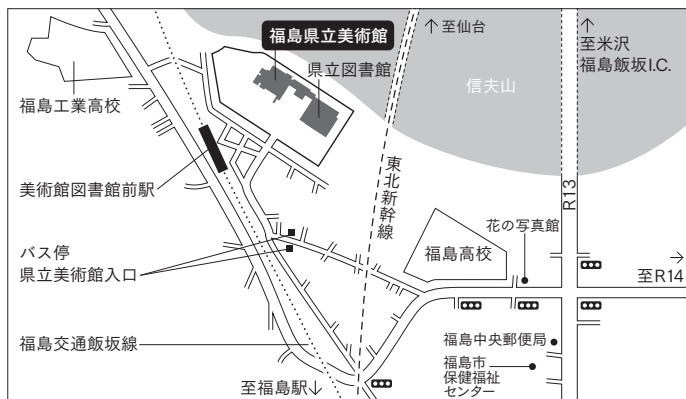 福島県立美術館
県立図書館
↑至仙台
↑
至米沢
福島飯坂I.C.
信夫山
福島工業高校
美術館図書館前駅
東北新幹線
R13
花の写真館
福島高校
→
至R14
バス停
県立美術館入口
福島交通飯坂線
福島中央郵便局
福島市
保健福祉
センター
至福島駅↓